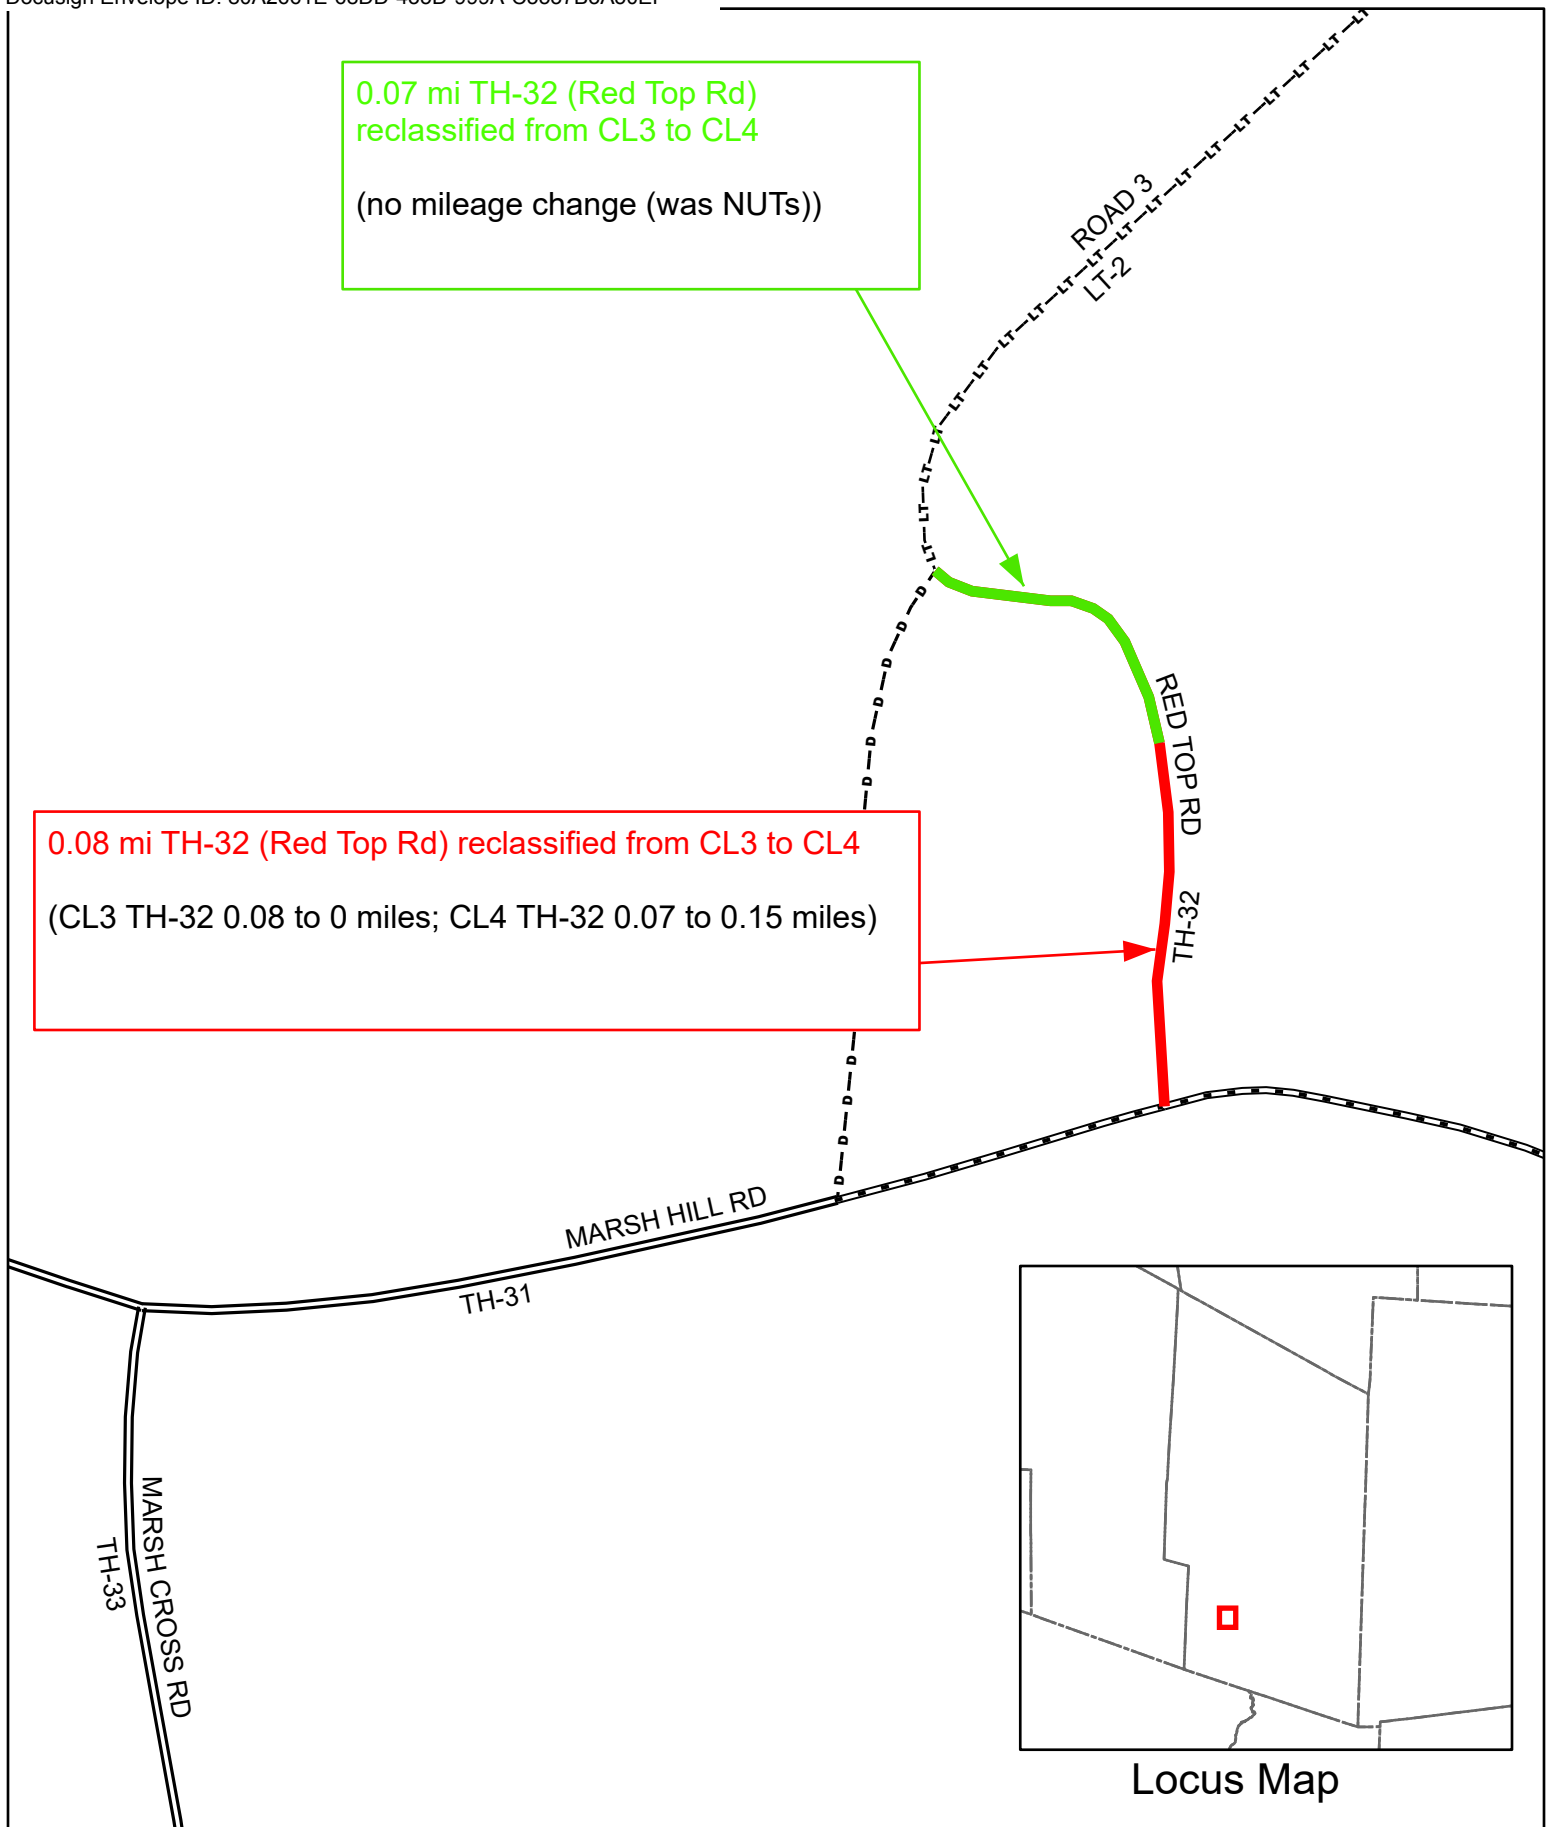 0.07 mi TH-32 (Red Top Rd)
reclassified from CL3 to CL4
(no mileage change (was NUTs))
ROAD 3
LT-2
RED TOP RD
TH-32
0.08 mi TH-32 (Red Top Rd) reclassified from CL3 to CL4
(CL3 TH-32 0.08 to 0 miles; CL4 TH-32 0.07 to 0.15 miles)
MARSH HILL RD
TH-31
MARSH CROSS RD
TH-33
Locus Map